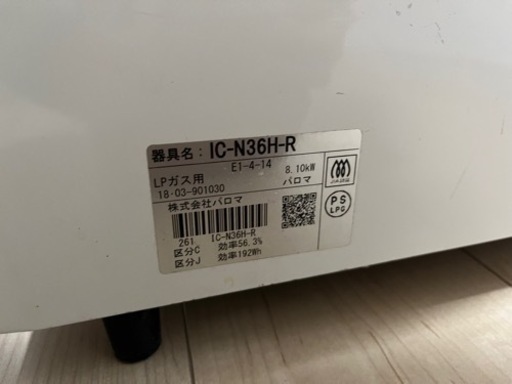 器具名: IC-N36H-R
E1-4-14
LPガス用 8.10kW
18·03-901030 パロマ
株式会社パロマ
PS
LPG
261 IC-N36H-R
区分C 効率56.3%
区分J 効率192Wh